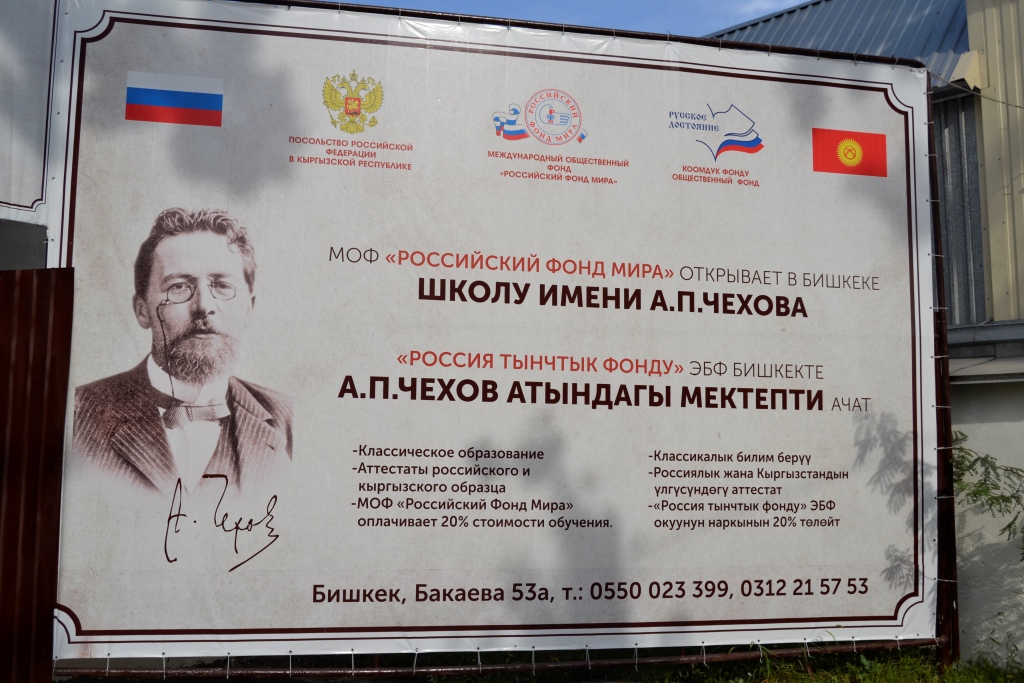 ПОСОЛЬСТВО РОССИЙСКОЙ
ФЕДЕРАЦИИ
В КЫРГЫЗСКОЙ РЕСПУБЛИКЕ
РОССИЙСКИЙ
ФОНД МИРА
МЕЖДУНАРОДНЫЙ ОБЩЕСТВЕННЫЙ
ФОНД
«РОССИЙСКИЙ ФОНД МИРА»
РУССКОЕ
ДОСТОЯНИЕ
КООМДУК ФОНДУ
ОБЩЕСТВЕННЫЙ ФОНД
МОФ «РОССИЙСКИЙ ФОНД МИРА» ОТКРЫВАЕТ В БИШКЕКЕ
ШКОЛУ ИМЕНИ А.П.ЧЕХОВА
«РОССИЯ ТЫНЧТЫК ФОНДУ» ЭБФ БИШКЕКТЕ
А.П.ЧЕХОВ АТЫНДАГЫ МЕКТЕПТИ АЧАТ
-Классическое образование
-Аттестаты российского и
кыргызского образца
-МОФ «Российский Фонд Мира»
оплачивает 20% стоимости обучения.
-Классикалык билим берүү
-Россиялык жана Кыргызстандын
үлгүсүндөгү аттестат
-«Россия тынчтык фонду» ЭБФ
окуунун наркынын 20% төлөйт
А. Чехов
Бишкек, Бакаева 53а, т.: 0550 023 399, 0312 21 57 53